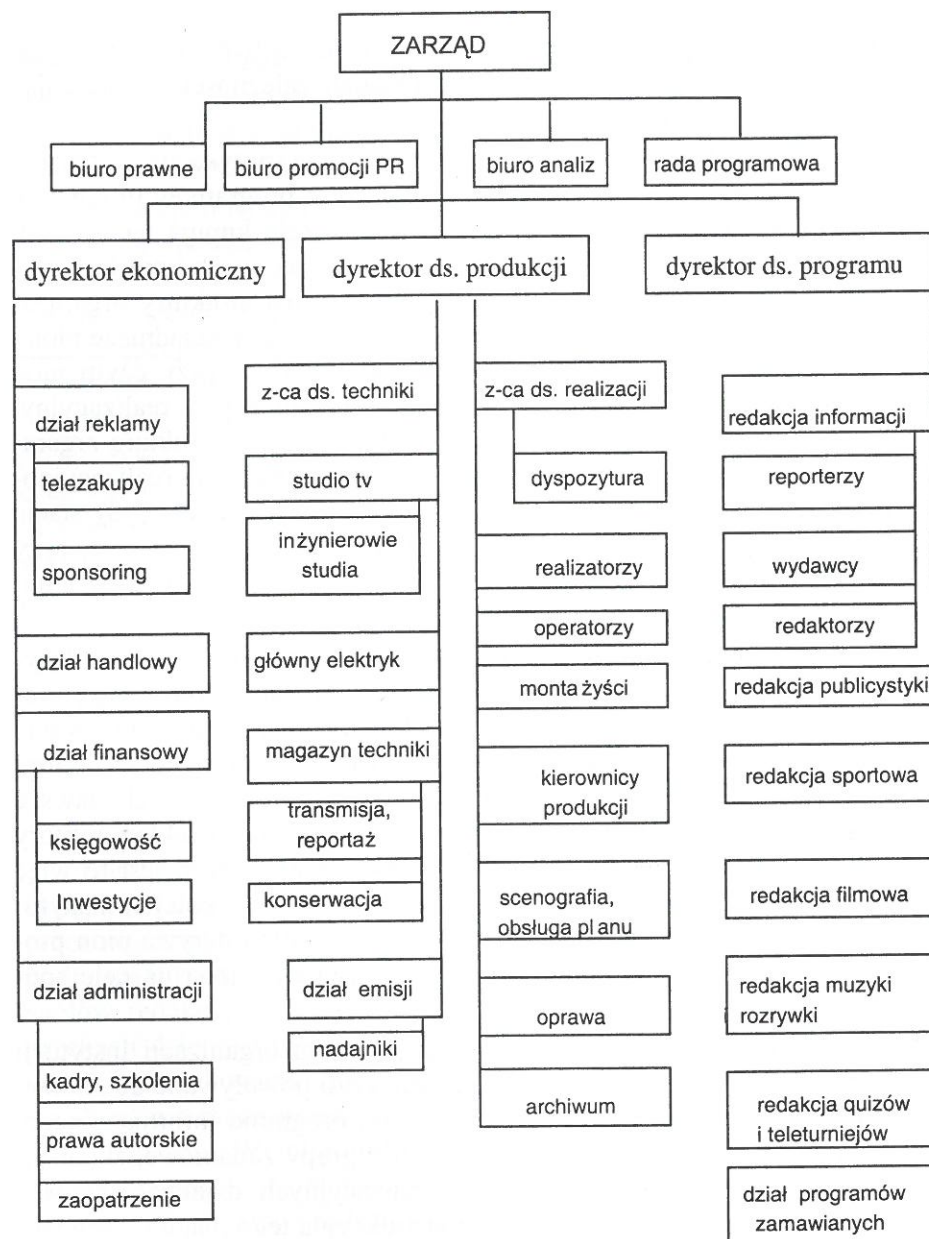 ZARZĄD
biuro prawne
biuro promocji PR
biuro analiz
rada programowa
dyrektor ekonomiczny
dyrektor ds. produkcji
dyrektor ds. programu
dział reklamy
telezakupy
sponsoring
dział handlowy
dział finansowy
księgowość
Inwestycje
dział administracji
kadry, szkolenia
prawa autorskie
zaopatrzenie
z-ca ds. techniki
studio tv
inżynierowie
studia
główny elektryk
magazyn techniki
transmisja,
reportaż
konserwacja
dział emisji
nadajniki
z-ca ds. realizacji
dyspozytura
realizatorzy
operatorzy
monta żyści
kierownicy
produkcji
scenografia,
obsługa pl anu
oprawa
archiwum
redakcja informacji
reporterzy
wydawcy
redaktorzy
redakcja publicystyki
redakcja sportowa
redakcja filmowa
redakcja muzyki
rozrywki
redakcja quizów
i teleturniejów
dział programów
zamawianych